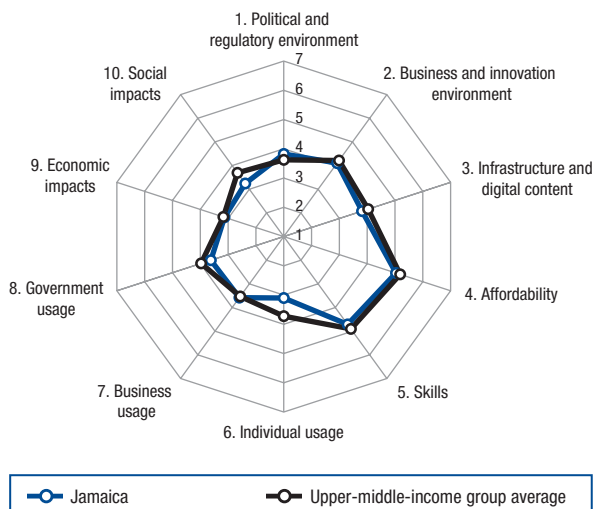 1. Political and
regulatory environment
2. Business and innovation
environment
3. Infrastructure and
digital content
4. Affordability
5. Skills
6. Individual usage
7. Business
usage
8. Government
usage
9. Economic
impacts
10. Social
impacts
7
6
5
4
3
2
1
Jamaica
Upper-middle-income group average